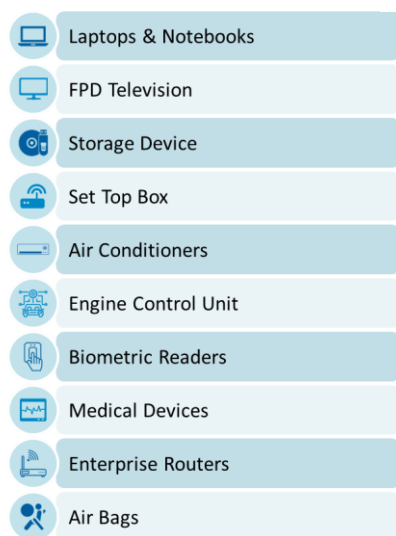 Laptops & Notebooks
FPD Television
Storage Device
Set Top Box
Air Conditioners
Engine Control Unit
Biometric Readers
Medical Devices
Enterprise Routers
Air Bags